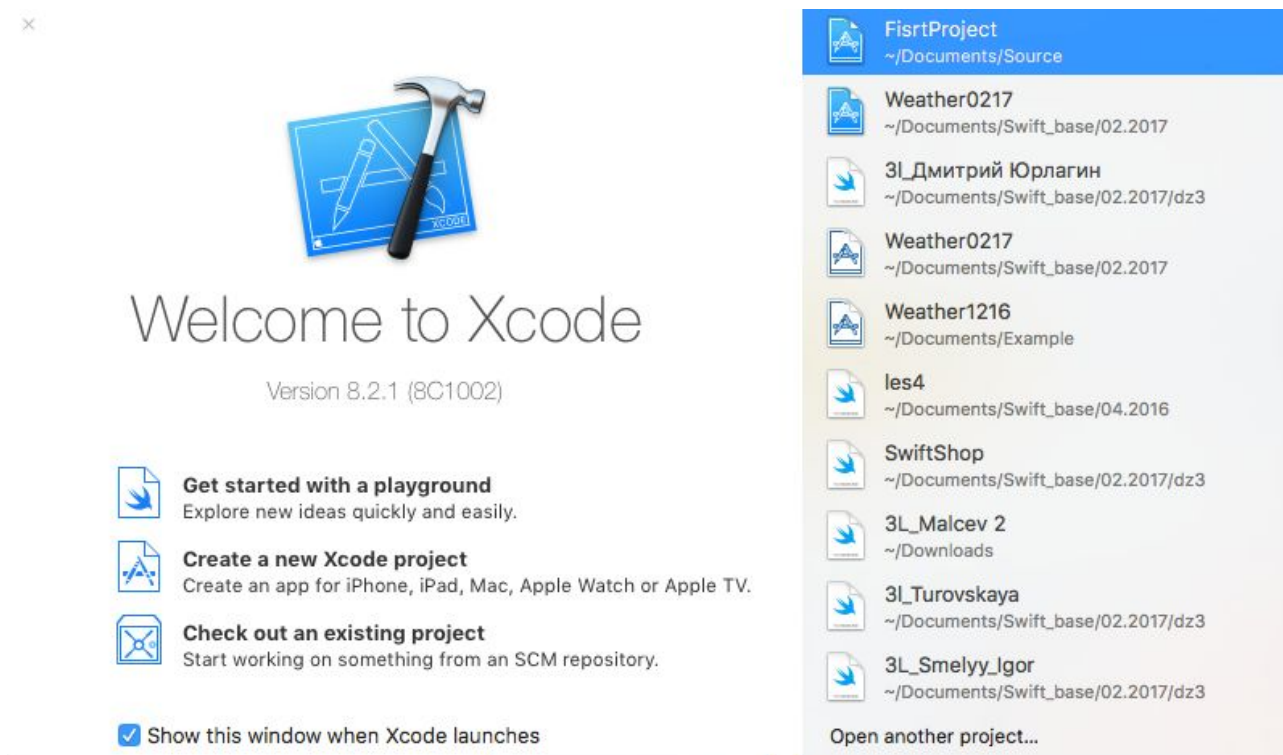 XCODE
Welcome to Xcode
Version 8.2.1 (8C1002)
Get started with a playground
Explore new ideas quickly and easily.
Create a new Xcode project
Create an app for iPhone, iPad, Mac, Apple Watch or Apple TV.
Check out an existing project
Start working on something from an SCM repository.
Show this window when Xcode launches
FisrtProject
~/Documents/Source
Weather0217
~/Documents/Swift_base/02.2017
3l_Дмитрий Юрлагин
~/Documents/Swift_base/02.2017/dz3
Weather0217
~/Documents/Swift_base/02.2017
Weather1216
~/Documents/Example
les4
~/Documents/Swift_base/04.2016
SwiftShop
~/Documents/Swift_base/02.2017/dz3
3L_Malcev 2
~/Downloads
3l_Turovskaya
~/Documents/Swift_base/02.2017/dz3
3L_Smelyy_Igor
~/Documents/Swift_base/02.2017/dz3
Open another project...